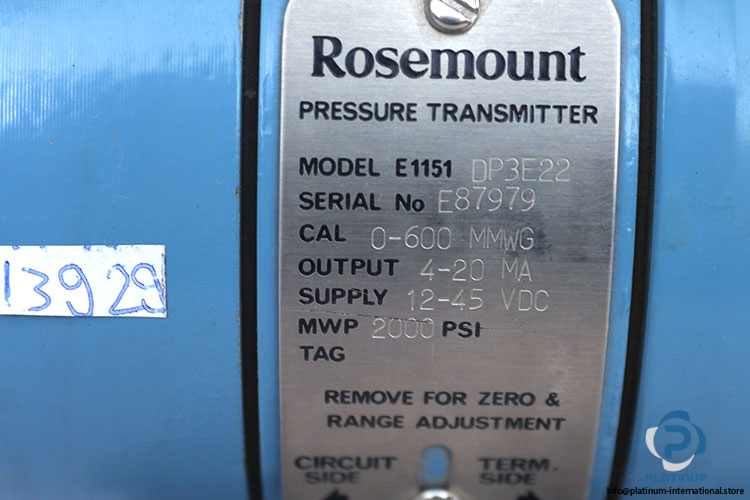 Rosemount
PRESSURE TRANSMITTER
MODEL E1151 DP3E22
SERIAL No E87979
CAL 0-600 MMWG
OUTPUT 4-20 MA
SUPPLY 12-45 VDC
MWP 2000 PSI
TAG
REMOVE FOR ZERO &
RANGE ADJUSTMENT
CIRCUIT SIDE
TERM. SIDE
13929
PLATINUM
info@platinum-international.store